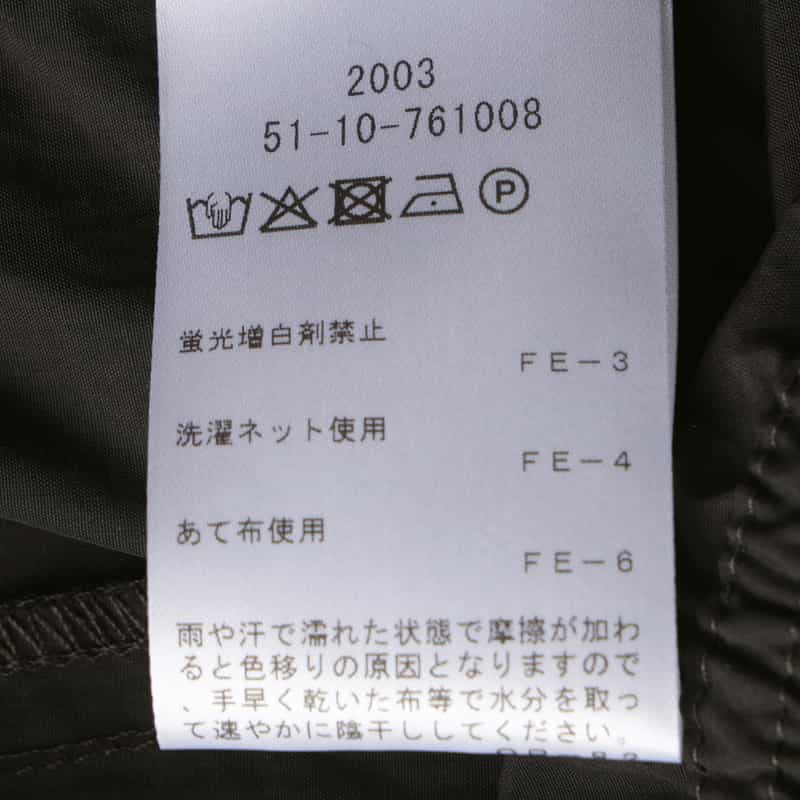 2003
51-10-761008
P
蛍光増白剤禁止
FE-3
洗濯ネット使用
FE-4
あて布使用
FE-6
雨や汗で濡れた状態で摩擦が加わ
ると色移りの原因となりますので
、手早く乾いた布等で水分を取っ
て速やかに陰干ししてください。